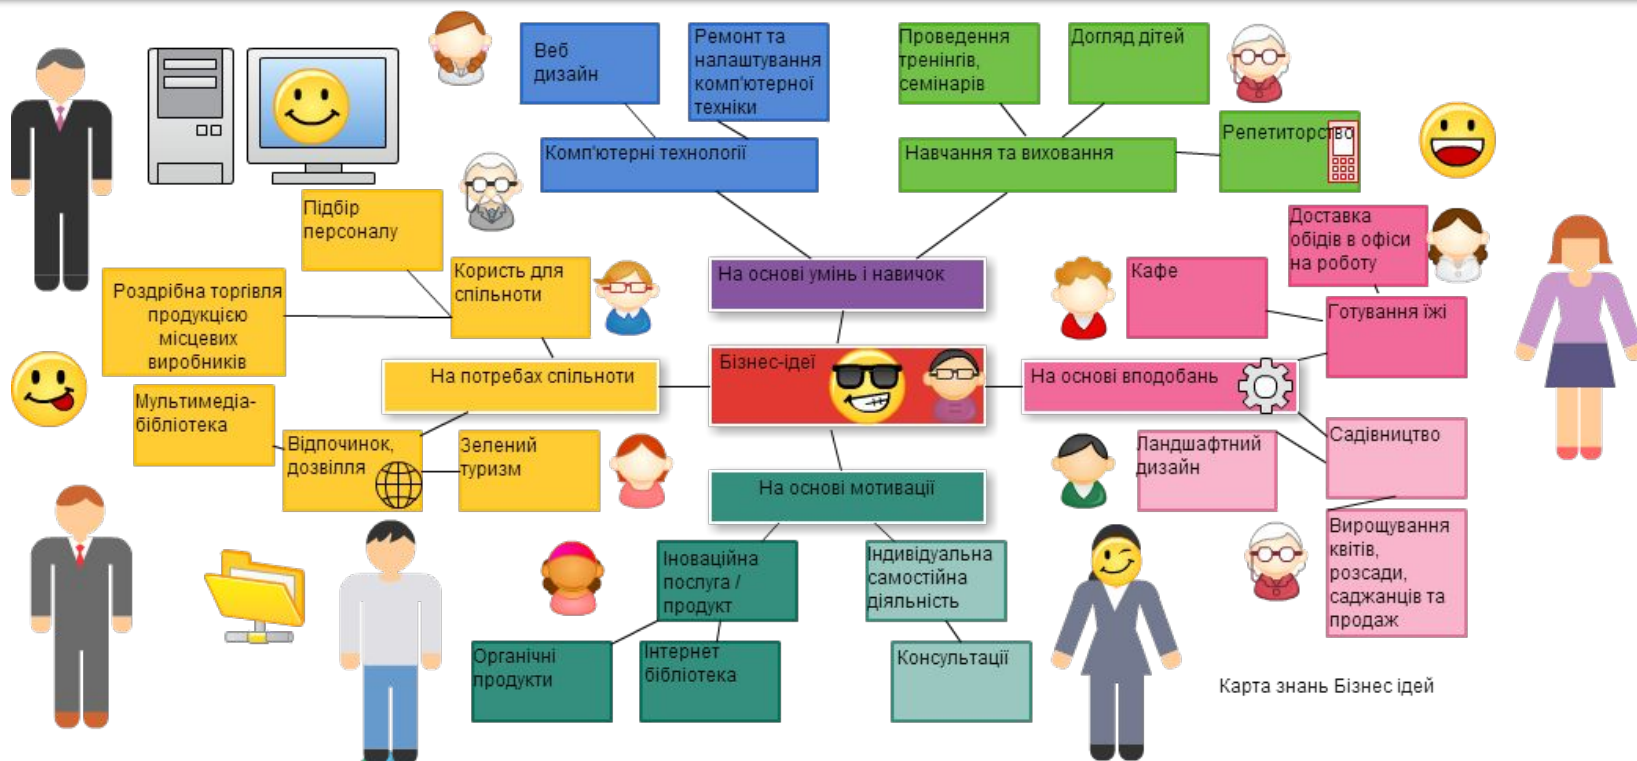 Веб
дизайн
Ремонт та
налаштування
комп'ютерної
техніки
Проведення
тренінгів,
семінарів
Догляд дітей
Репетиторство
Комп'ютерні технології
Навчання та виховання
Підбір
персоналу
Доставка
обідів в офіси
на роботу
Користь для
спільноти
На основі умінь і навичок
Кафе
Роздрібна торгівля
продукцією
місцевих
виробників
Готування їжі
На потребах спільноти
Бізнес-ідеї
На основі вподобань
Мультимедіа-
бібліотека
Відпочинок,
дозвілля
Зелений
туризм
Ландшафтний
дизайн
Садівництво
На основі мотивації
Вирощування
квітів,
розсади,
саджанців та
продаж
Іноваційна
послуга /
продукт
Індивідуальна
самостійна
діяльність
Органічні
продукти
Інтернет
бібліотека
Консультації
Карта знань Бізнес ідей